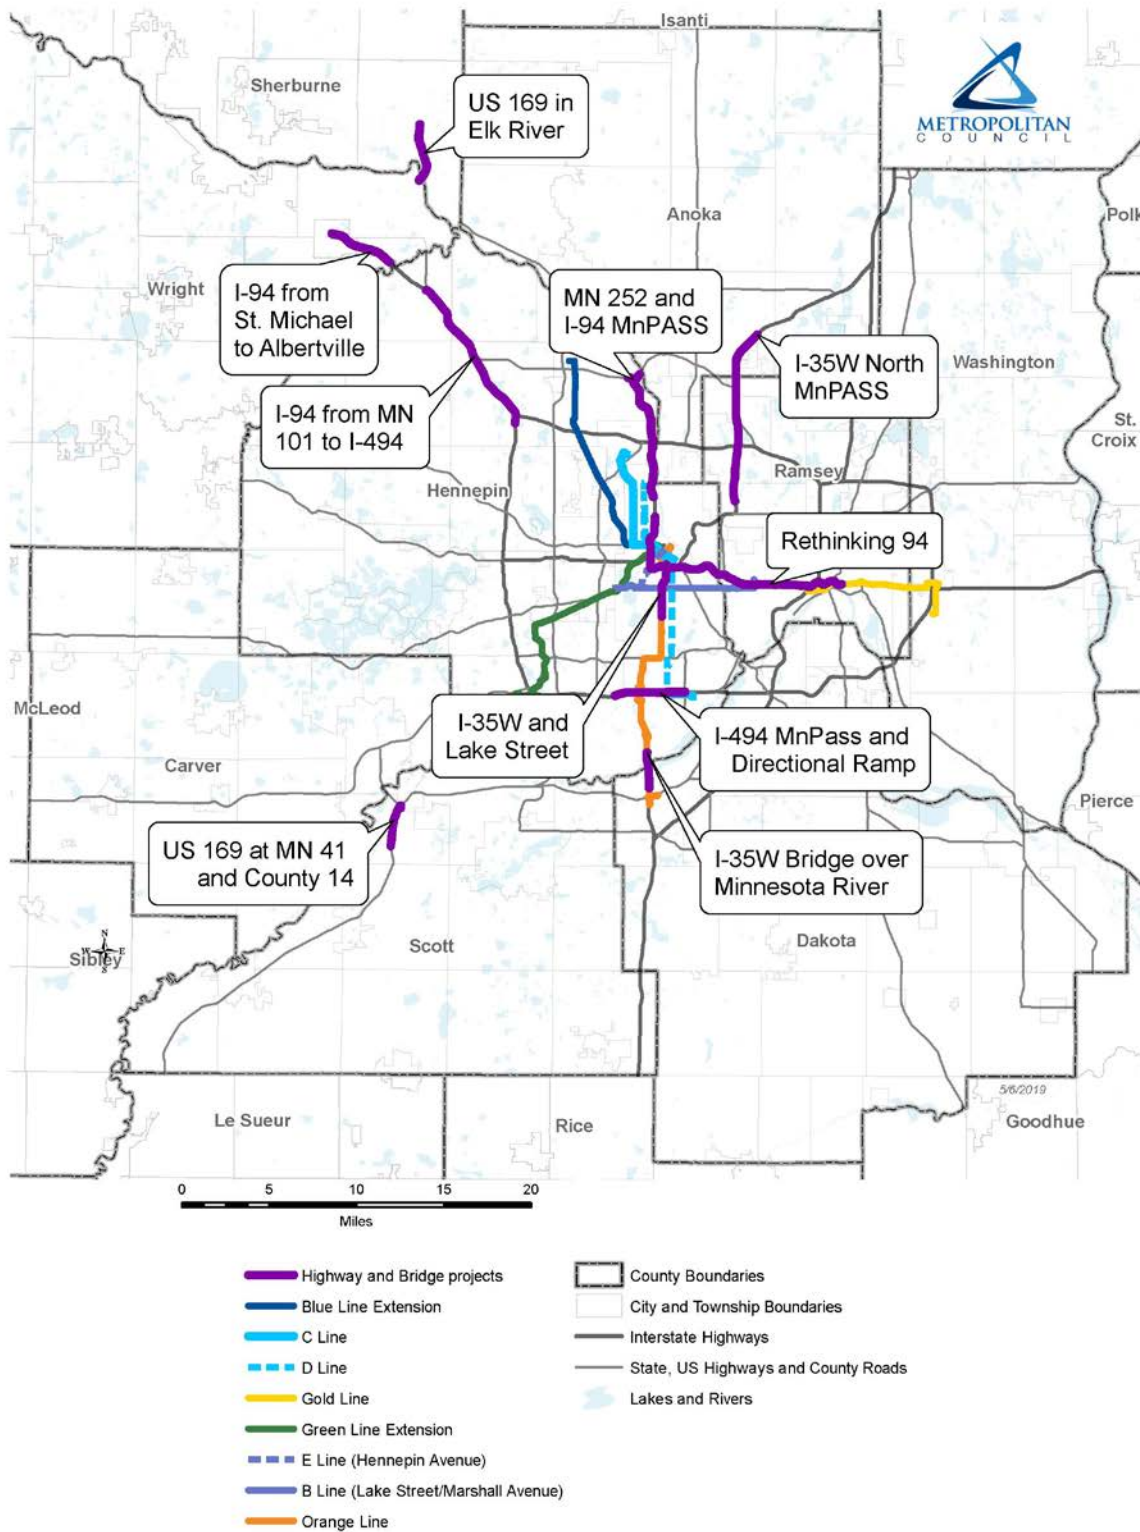 Isanti
Sherburne
US 169 in
Elk River
METROPOLITAN
COUNCIL
Anoka
Polk
Wright
I-94 from
St. Michael
to Albertville
MN 252 and
I-94 MnPASS
I-35W North
MnPASS
Washington
I-94 from MN
101 to I-494
St.
Croix
Ramsey
Hennepin
Rethinking 94
McLeod
I-35W and
Lake Street
I-494 MnPass and
Directional Ramp
Carver
Pierce
US 169 at MN 41
and County 14
I-35W Bridge over
Minnesota River
N
W E
S
Sibley
Scott
Dakota
5/6/2019
Le Sueur
Rice
Goodhue
0 5 10 15 20
Miles
Highway and Bridge projects
Blue Line Extension
C Line
D Line
Gold Line
Green Line Extension
E Line (Hennepin Avenue)
B Line (Lake Street/Marshall Avenue)
Orange Line
County Boundaries
City and Township Boundaries
Interstate Highways
State, US Highways and County Roads
Lakes and Rivers